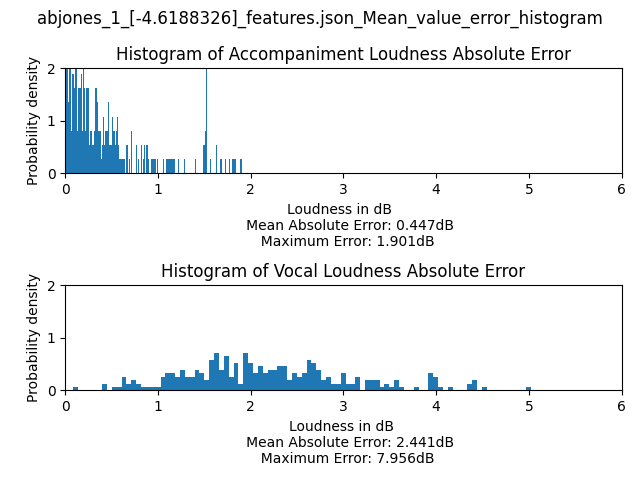 abjones_1_[-4.6188326]_features.json_Mean_value_error_histogram
Histogram of Accompaniment Loudness Absolute Error
Probability density
2
1
0
0 1 2 3 4 5 6
Loudness in dB
Mean Absolute Error: 0.447dB
Maximum Error: 1.901dB
Histogram of Vocal Loudness Absolute Error
Probability density
2
1
0
0 1 2 3 4 5 6
Loudness in dB
Mean Absolute Error: 2.441dB
Maximum Error: 7.956dB